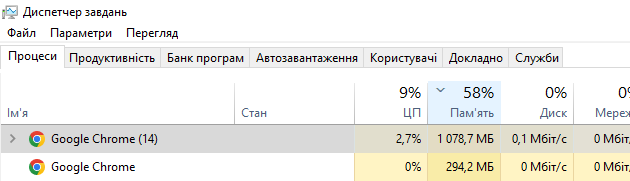 Диспетчер завдань
Файл Параметри Перегляд
Процеси Продуктивність Банк програм Автозавантаження Користувачі Докладно Служби
9% 58% 0% 0%
Ім'я Стан ЦП Пам'ять Диск Мереж
Google Chrome (14) 2,7% 1 078,7 МБ 0,1 Мбіт/с 0 Мбіт/
Google Chrome 0% 294,2 МБ 0 Мбіт/с 0 Мбіт/